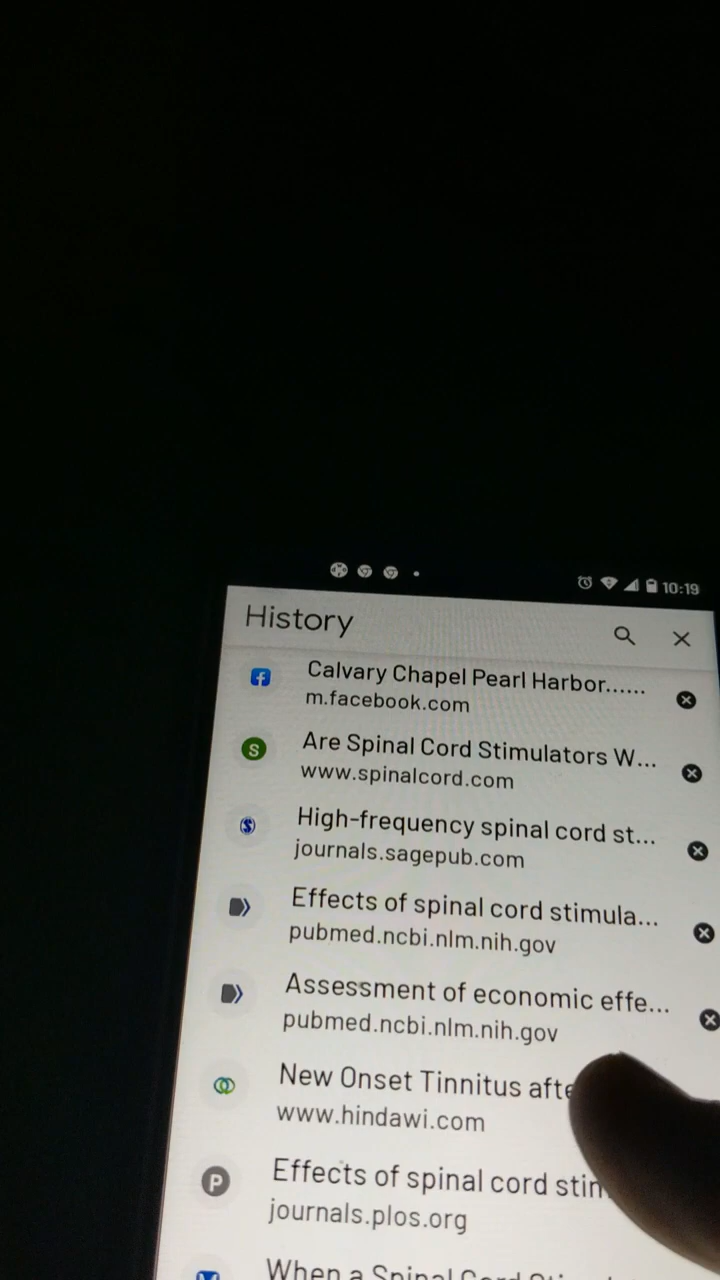 10:19
History
Calvary Chapel Pearl Harbor......
m.facebook.com
S
Are Spinal Cord Stimulators W...
www.spinalcord.com
S
High-frequency spinal cord st...
journals.sagepub.com
Effects of spinal cord stimula...
pubmed.ncbi.nlm.nih.gov
Assessment of economic effe...
pubmed.ncbi.nlm.nih.gov
New Onset Tinnitus afte
www.hindawi.com
P
Effects of spinal cord stim
journals.plos.org
When a Spinal Cord